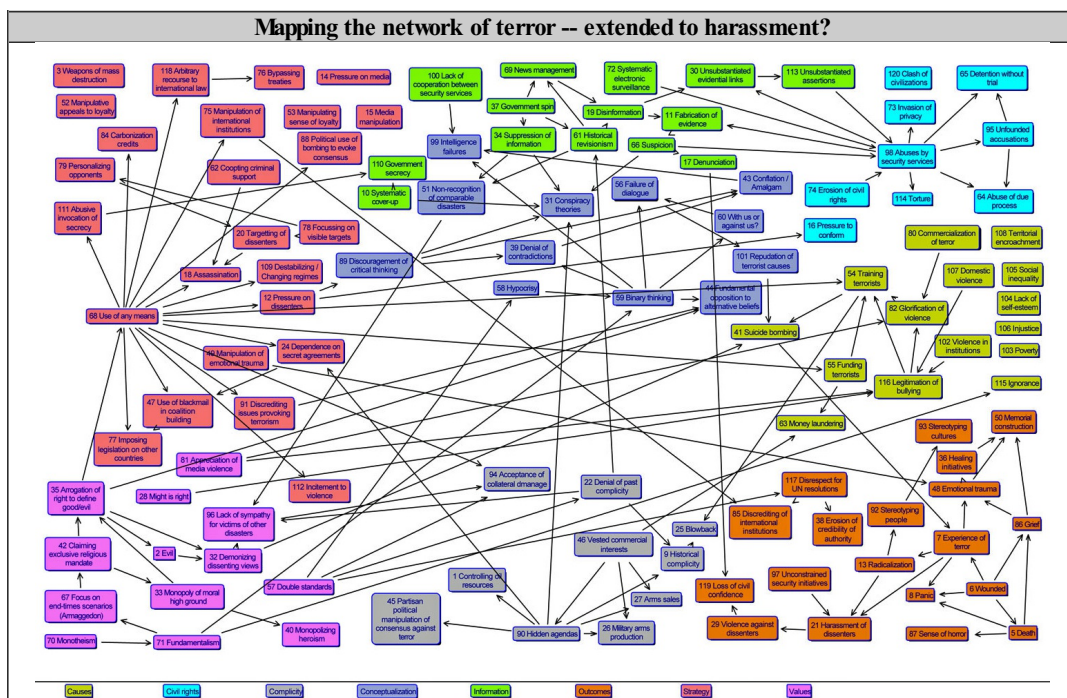 Mapping the network of terror -- extended to harassment?
3 Weapons of mass
destruction
118 Arbitrary
recourse to
international law
76 Bypassing
treaties
14 Pressure on media
100 Lack of
cooperation between
security services
69 News management
72 Systematic
electronic
surveillance
30 Unsubstantiated
evidential links
113 Unsubstantiated
assertions
120 Clash of
civilizations
65 Detention without
trial
52 Manipulative
appeals to loyalty
75 Manipulation of
international
institutions
53 Manipulating
sense of loyalty
15 Media
manipulation
37 Government spin
19 Disinformation
11 Fabrication of
evidence
73 Invasion of
privacy
84 Carbonization
credits
88 Political use of
bombing to evoke
consensus
34 Suppression of
information
61 Historical
revisionism
66 Suspicion
95 Unfounded
accusations
79 Personalizing
opponents
62 Coopting criminal
support
110 Government
secrecy
99 Intelligence
failures
17 Denunciation
98 Abuses by
security services
10 Systematic
cover-up
51 Non-recognition
of comparable
disasters
56 Failure of
dialogue
43 Conflation /
Amalgam
74 Erosion of civil
rights
114 Torture
64 Abuse of due
process
111 Abusive
invocation of
secrecy
31 Conspiracy
theories
60 With us or
against us?
16 Pressure to
conform
80 Commercialization
of terror
108 Territorial
encroachment
20 Targetting of
dissenters
78 Focussing on
visible targets
39 Denial of
contradictions
101 Repudation of
terrorist causes
18 Assassination
109 Destabilizing /
Changing regimes
89 Discouragement of
critical thinking
54 Training
terrorists
107 Domestic
violence
105 Social
inequality
12 Pressure on
dissenters
58 Hypocrisy
59 Binary thinking
44 Fundamental
opposition to
alternative beliefs
82 Glorification of
violence
104 Lack of
self-esteem
68 Use of any means
41 Suicide bombing
106 Injustice
49 Manipulation of
emotional trauma
24 Dependence on
secret agreements
102 Violence in
institutions
103 Poverty
55 Funding
terrorists
116 Legitimation of
bullying
115 Ignorance
47 Use of blackmail
in coalition
building
91 Discrediting
issues provoking
terrorism
63 Money laundering
93 Stereotyping
cultures
50 Memorial
construction
77 Imposing
legislation on other
countries
81 Appreciation of
media violence
36 Healing
initiatives
35 Arrogation of
right to define
good/evil
28 Might is right
112 Incitement to
violence
94 Acceptance of
collateral dmanage
22 Denial of past
complicity
117 Disrespect for
UN resolutions
48 Emotional trauma
96 Lack of sympathy
for victims of other
disasters
85 Discrediting of
international
institutions
38 Erosion of
credibility of
authority
92 Stereotyping
people
86 Grief
25 Blowback
42 Claiming
exclusive religious
mandate
2 Evil
32 Demonizing
dissenting views
46 Vested commercial
interests
9 Historical
complicity
7 Experience of
terror
13 Radicalization
33 Monopoly of moral
high ground
57 Double standards
1 Controlling of
resources
119 Loss of civil
confidence
97 Unconstrained
security initiatives
6 Wounded
67 Focus on
end-times scenarios
(Armaggedon)
45 Partisan
political
manipulation of
consensus against
terror
27 Arms sales
8 Panic
70 Monotheism
71 Fundamentalism
40 Monopolizing
heroism
90 Hidden agendas
26 Military arms
production
29 Violence against
dissenters
21 Harassment of
dissenters
87 Sense of horror
5 Death
Causes
Civil rights
Complicity
Conceptualization
Information
Outcomes
Strategy
Values